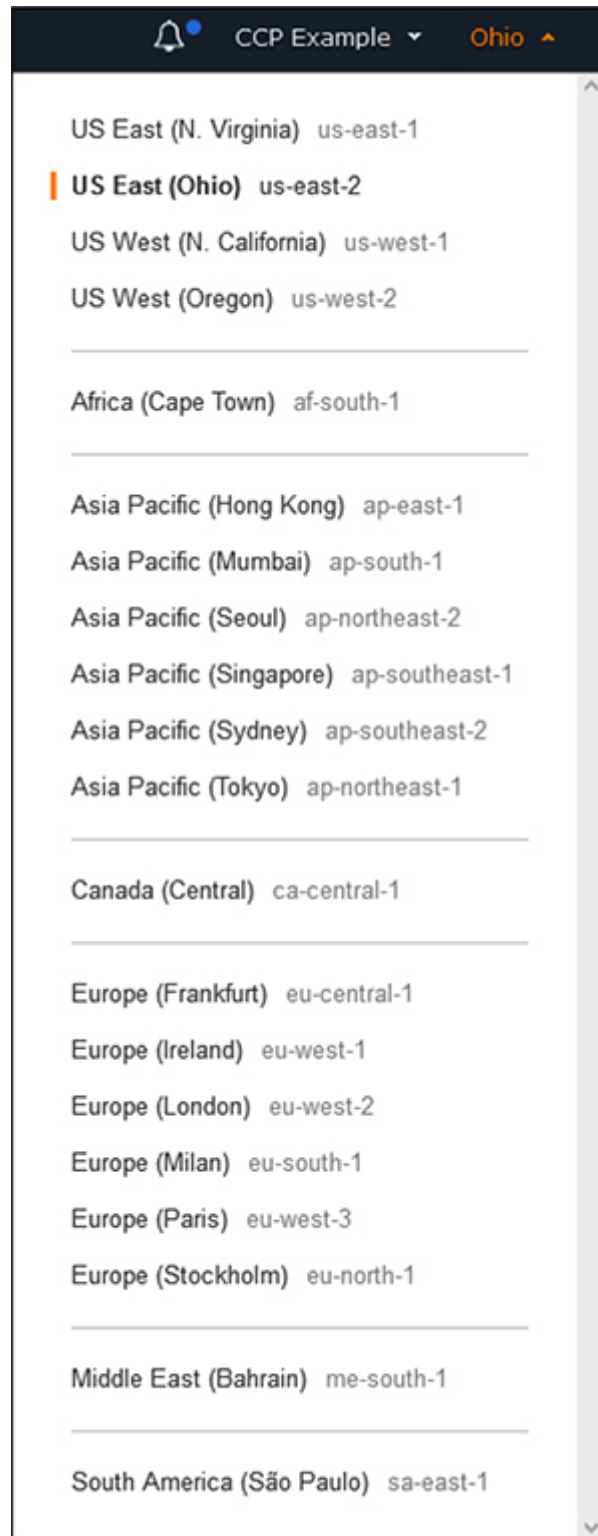 CCP Example Ohio
US East (N. Virginia) us-east-1
US East (Ohio) us-east-2
US West (N. California) us-west-1
US West (Oregon) us-west-2
Africa (Cape Town) af-south-1
Asia Pacific (Hong Kong) ap-east-1
Asia Pacific (Mumbai) ap-south-1
Asia Pacific (Seoul) ap-northeast-2
Asia Pacific (Singapore) ap-southeast-1
Asia Pacific (Sydney) ap-southeast-2
Asia Pacific (Tokyo) ap-northeast-1
Canada (Central) ca-central-1
Europe (Frankfurt) eu-central-1
Europe (Ireland) eu-west-1
Europe (London) eu-west-2
Europe (Milan) eu-south-1
Europe (Paris) eu-west-3
Europe (Stockholm) eu-north-1
Middle East (Bahrain) me-south-1
South America (São Paulo) sa-east-1